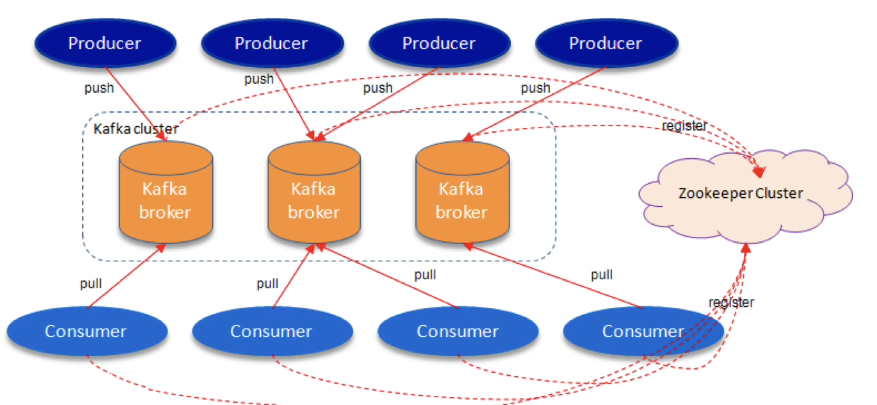 Producer
Producer
Producer
Producer
push
push
push
push
Kafka cluster
register
Kafka
broker
Kafka
broker
Kafka
broker
Zookeeper Cluster
pull
pull
pull
pull
register
Consumer
Consumer
Consumer
Consumer